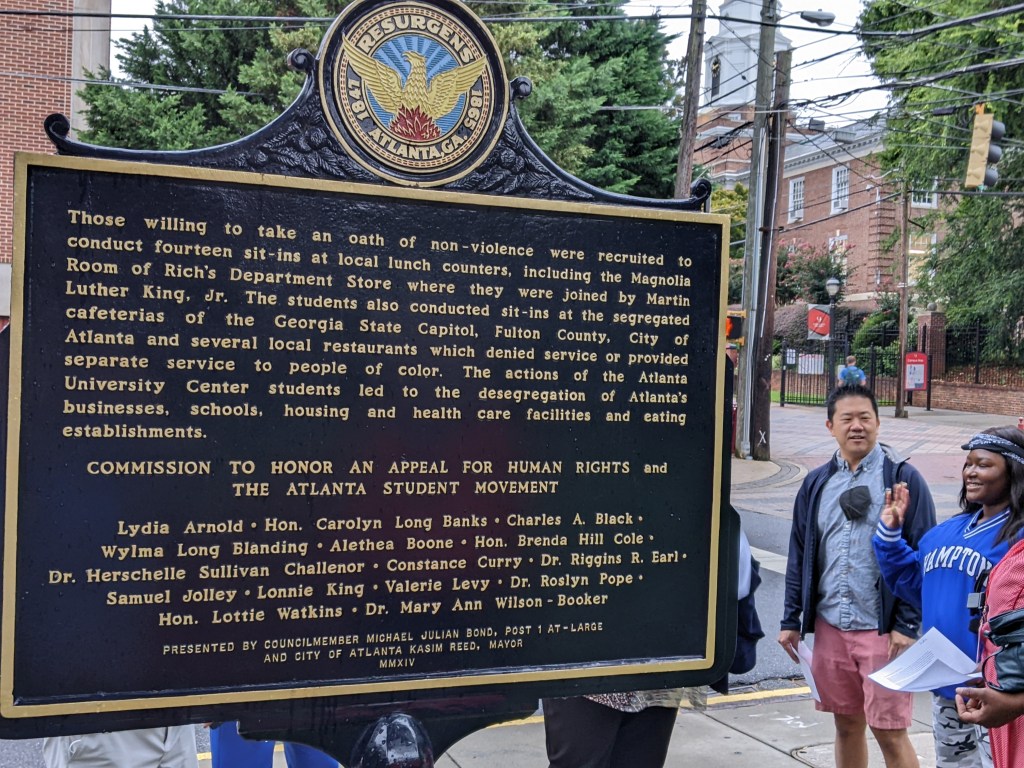 RESURGENS
1847 1865
ATLANTA, GA.
Those willing to take an oath of non-violence were recruited to
conduct fourteen sit-ins at local lunch counters, including the Magnolia
Room of Rich's Department Store where they were joined by Martin
Luther King, Jr. The students also conducted sit-ins at the segregated
cafeterias of the Georgia State Capitol, Fulton County, City of
Atlanta and several local restaurants which denied service or provided
separate service to people of color. The actions of the Atlanta
University Center students led to the desegregation of Atlanta's
businesses, schools, housing and health care facilities and eating
establishments.
COMMISSION TO HONOR AN APPEAL FOR HUMAN RIGHTS and
THE ATLANTA STUDENT MOVEMENT
Lydia Arnold • Hon. Carolyn Long Banks • Charles A. Black •
Wylma Long Blanding • Alethea Boone • Hon. Brenda Hill Cole •
Dr. Herschelle Sullivan Challenor • Constance Curry • Dr. Riggins R. Earl •
Samuel Jolley • Lonnie King • Valerie Levy • Dr. Roslyn Pope •
Hon. Lottie Watkins • Dr. Mary Ann Wilson-Booker
PRESENTED BY COUNCILMEMBER MICHAEL JULIAN BOND, POST 1 AT-LARGE
AND CITY OF ATLANTA KASIM REED, MAYOR
MMXIV
HAMPTON